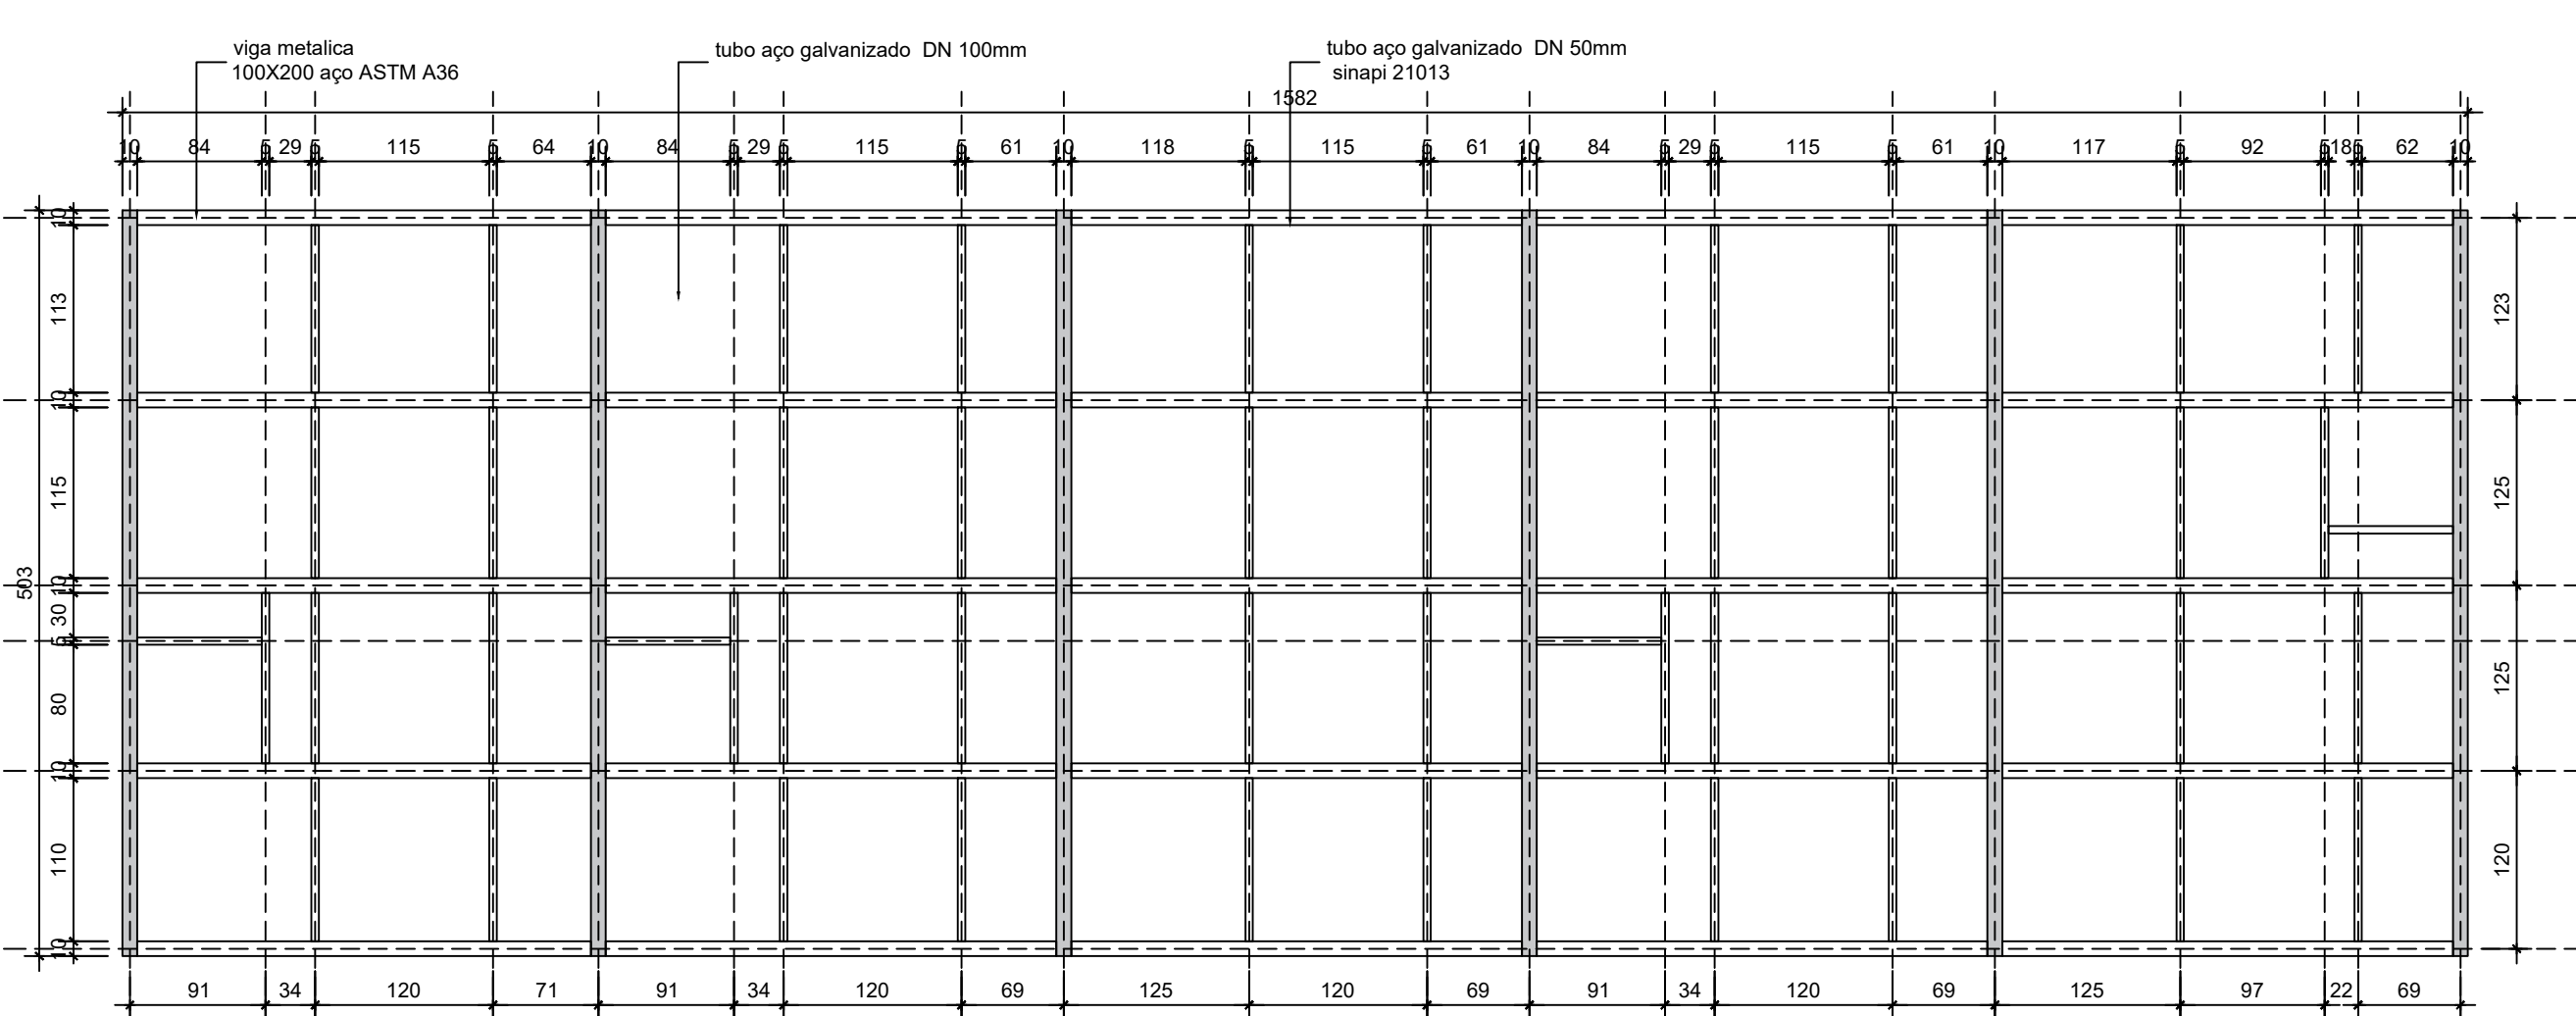 viga metalica
100X200 aço ASTM A36
tubo aço galvanizado DN 100mm
tubo aço galvanizado DN 50mm
sinapi 21013
1582
10 84 5 29 5 115 5 64 10 84 5 29 5 115 5 61 10 118 5 115 5 61 10 84 5 29 5 115 5 61 10 117 5 92 5 18 5 62 10
10
113
10
115
10
30
5
80
10
110
10
503
123
125
125
120
91 34 120 71 91 34 120 69 125 120 69 91 34 120 69 125 97 22 69